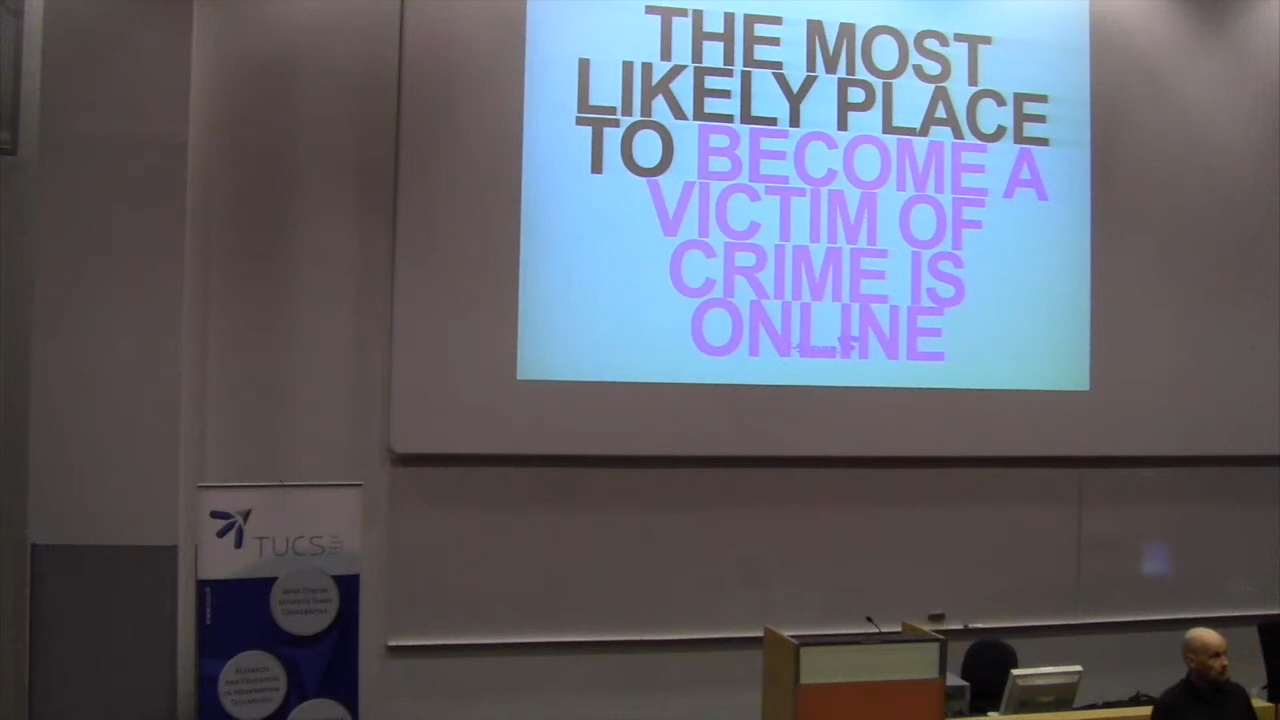 THE MOST
LIKELY PLACE
TO BECOME A
VICTIM OF
CRIME IS
ONLINE
TUCS